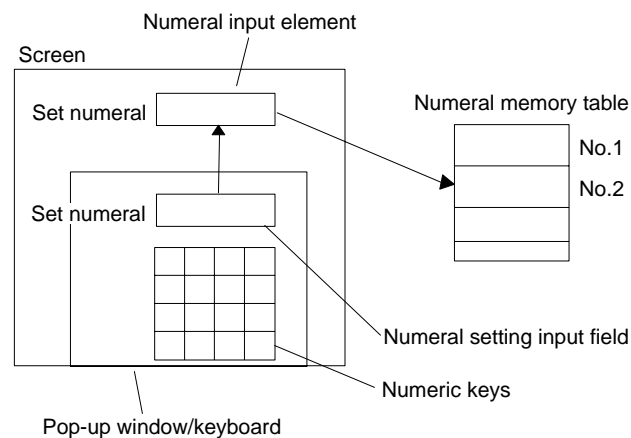 Numeral input element
Screen
Set numeral
Numeral memory table
No.1
No.2
Set numeral
Numeral setting input field
Numeric keys
Pop-up window/keyboard